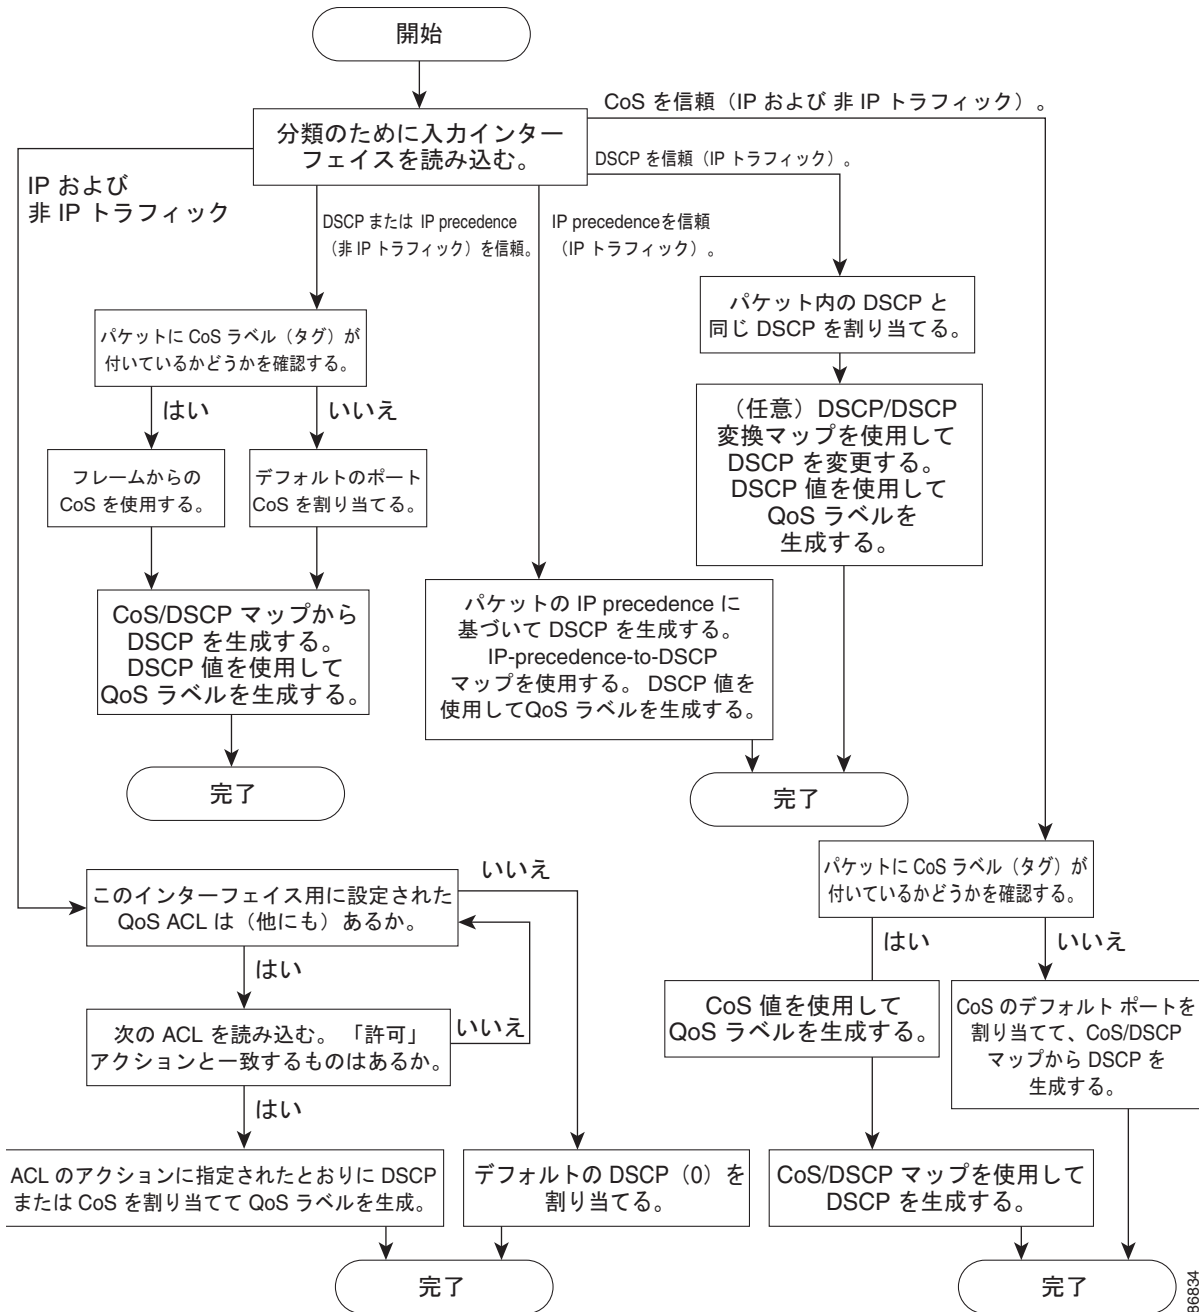 開始
CoS を信頼（IP および 非 IP トラフィック）。
分類のために入力インター
フェイスを読み込む。
DSCP を信頼（IP トラフィック）。
IP および
非 IP トラフィック
DSCP または IP precedence
（非 IP トラフィック）を信頼。
IP precedenceを信頼
（IP トラフィック）。
パケット内の DSCP と
同じ DSCP を割り当てる。
パケットに CoS ラベル（タグ）が
付いているかどうかを確認する。
はい
いいえ
（任意）DSCP/DSCP
変換マップを使用して
DSCP を変更する。
DSCP 値を使用して
QoS ラベルを
生成する。
フレームからの
CoS を使用する。
デフォルトのポート
CoS を割り当てる。
CoS/DSCP マップから
DSCP を生成する。
DSCP 値を使用して
QoS ラベルを生成する。
パケットの IP precedence に
基づいて DSCP を生成する。
IP-precedence-to-DSCP
マップを使用する。 DSCP 値を
使用してQoS ラベルを生成する。
完了
完了
パケットに CoS ラベル（タグ）が
付いているかどうかを確認する。
いいえ
このインターフェイス用に設定された
QoS ACL は（他にも）あるか。
はい
いいえ
はい
CoS 値を使用して
QoS ラベルを生成する。
CoS のデフォルト ポートを
割り当てて、CoS/DSCP
マップから DSCP を
生成する。
次の ACL を読み込む。 「許可」
アクションと一致するものはあるか。
いいえ
はい
ACL のアクションに指定されたとおりに DSCP
または CoS を割り当てて QoS ラベルを生成。
デフォルトの DSCP（0）を
割り当てる。
CoS/DSCP マップを使用して
DSCP を生成する。
完了
完了
86834